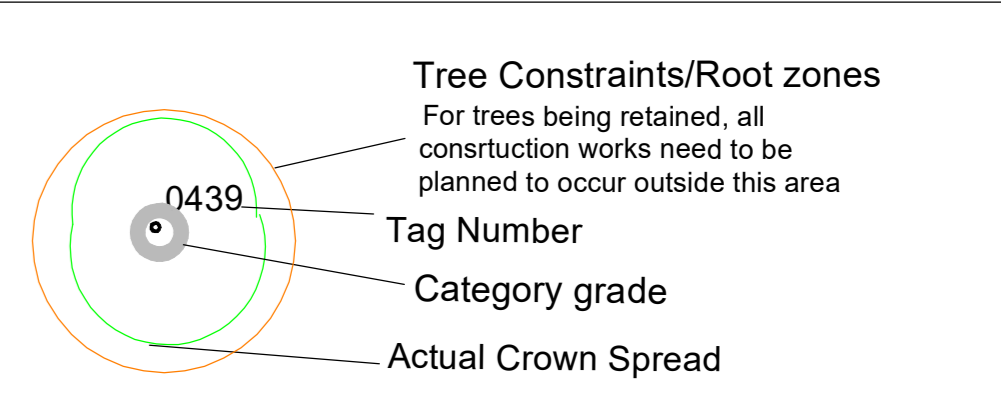 Tree Constraints/Root zones
For trees being retained, all
consrtuction works need to be
planned to occur outside this area
0439
Tag Number
Category grade
Actual Crown Spread